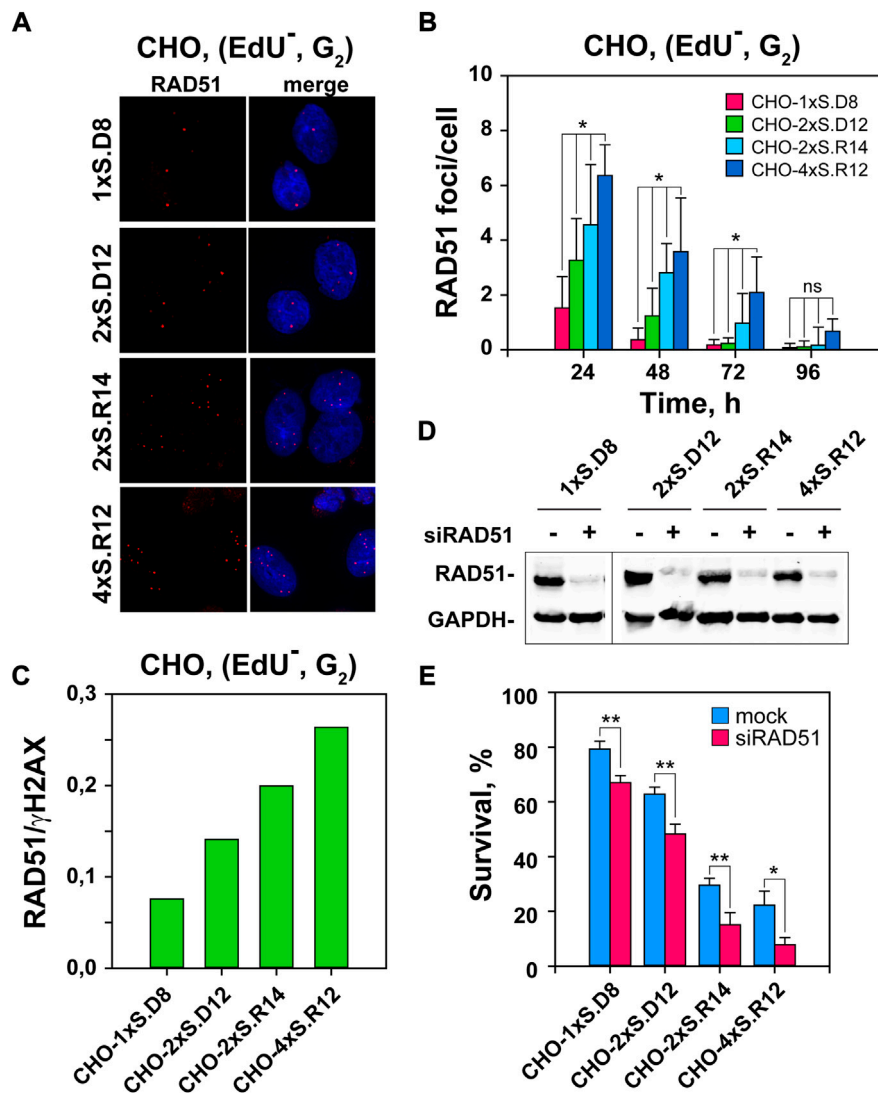 A
CHO, (EdU⁻, G₂)
RAD51 merge
1xS.D8
2xS.D12
2xS.R14
4xS.R12
B
CHO, (EdU⁻, G₂)
RAD51 foci/cell
10
8
6
4
2
0
CHO-1xS.D8
CHO-2xS.D12
CHO-2xS.R14
CHO-4xS.R12
* * * ns
24 48 72 96
Time, h
C
CHO, (EdU⁻, G₂)
RAD51/γH2AX
0,3
0,2
0,1
0,0
CHO-1xS.D8 CHO-2xS.D12 CHO-2xS.R14 CHO-4xS.R12
D
1xS.D8 2xS.D12 2xS.R14 4xS.R12
siRAD51 - + - + - + - +
RAD51-
GAPDH-
E
Survival, %
100
80
60
40
20
0
mock
siRAD51
** ** ** *
CHO-1xS.D8 CHO-2xS.D12 CHO-2xS.R14 CHO-4xS.R12